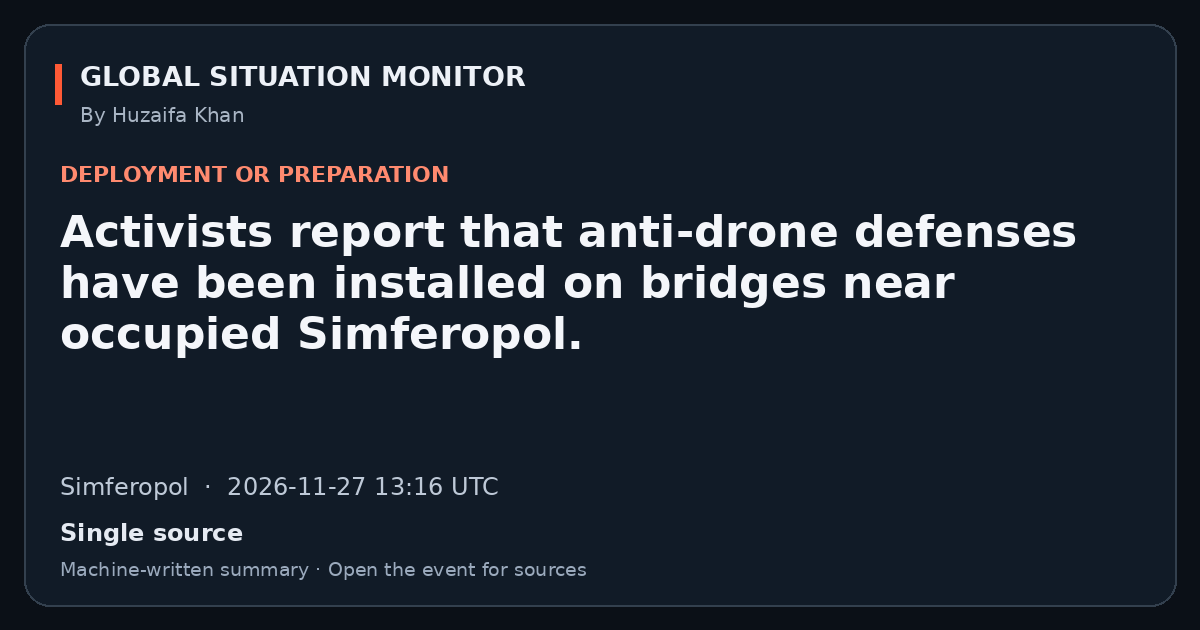 GLOBAL SITUATION MONITOR
By Huzaifa Khan
DEPLOYMENT OR PREPARATION
Activists report that anti-drone defenses
have been installed on bridges near
occupied Simferopol.
Simferopol · 2026-11-27 13:16 UTC
Single source
Machine-written summary · Open the event for sources